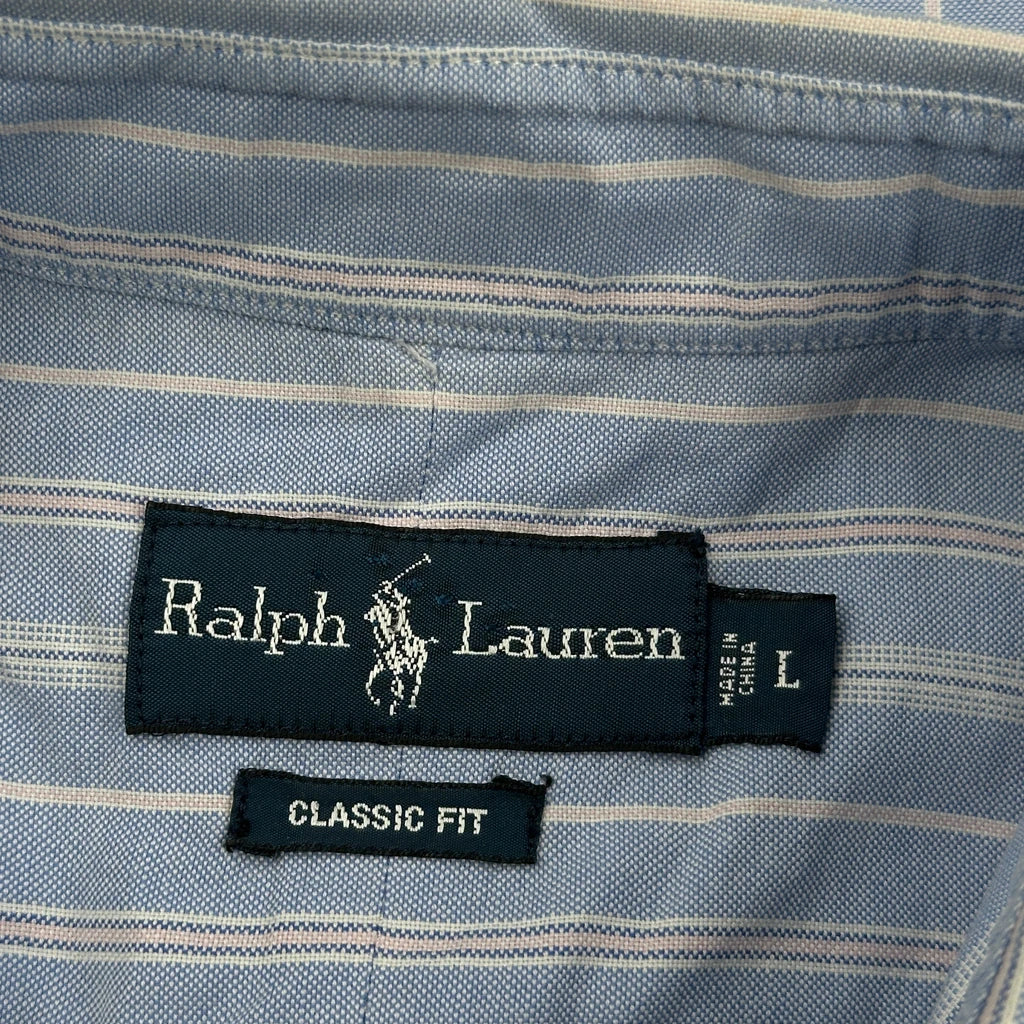 Ralph Lauren
MADE IN
CHINA
L
CLASSIC FIT